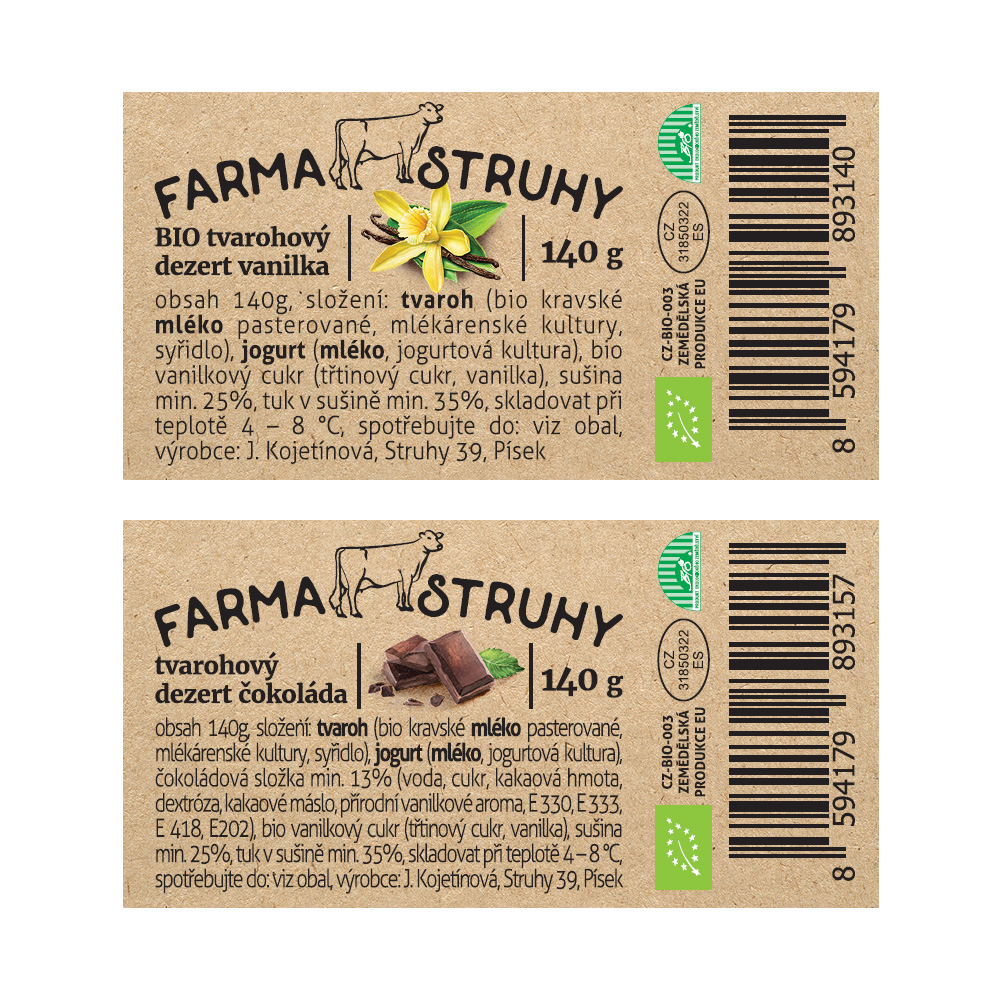 FARMA STRUHY
BIO tvarohový
dezert vanilka
140 g
obsah 140g, složení: tvaroh (bio kravské
mléko pasterované, mlékárenské kultury,
syřidlo), jogurt (mléko, jogurtová kultura), bio
vanilkový cukr (třtinový cukr, vanilka), sušina
min. 25%, tuk v sušině min. 35%, skladovat při
teplotě 4 – 8 °C, spotřebujte do: viz obal,
výrobce: J. Kojetínová, Struhy 39, Písek
BIO
CZ
31850322
ES
CZ-BIO-003
ZEMĚDĚLSKÁ
PRODUKCE EU
8 594179 893140
FARMA STRUHY
tvarohový
dezert čokoláda
140 g
obsah 140g, složení: tvaroh (bio kravské mléko pasterované,
mlékárenské kultury, syřidlo), jogurt (mléko, jogurtová kultura),
čokoládová složka min. 13% (voda, cukr, kakaová hmota,
dextróza, kakaové máslo, přírodní vanilkové aroma, E 330, E 333,
E 418, E202), bio vanilkový cukr (třtinový cukr, vanilka), sušina
min. 25%, tuk v sušině min. 35%, skladovat při teplotě 4 – 8 °C,
spotřebujte do: viz obal, výrobce: J. Kojetínová, Struhy 39, Písek
BIO
CZ
31850322
ES
CZ-BIO-003
ZEMĚDĚLSKÁ
PRODUKCE EU
8 594179 893157